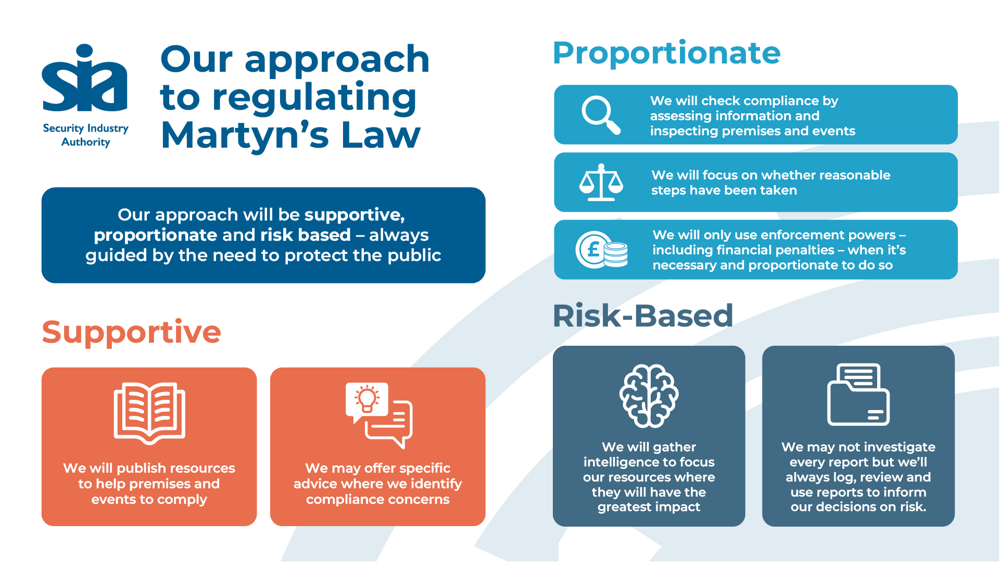 sia
Security Industry
Authority
Our approach
to regulating
Martyn’s Law
Our approach will be supportive,
proportionate and risk based – always
guided by the need to protect the public
Supportive
We will publish resources
to help premises and
events to comply
We may offer specific
advice where we identify
compliance concerns
Proportionate
We will check compliance by
assessing information and
inspecting premises and events
We will focus on whether reasonable
steps have been taken
£
We will only use enforcement powers –
including financial penalties – when it’s
necessary and proportionate to do so
Risk-Based
We will gather
intelligence to focus
our resources where
they will have the
greatest impact
We may not investigate
every report but we’ll
always log, review and
use reports to inform
our decisions on risk.